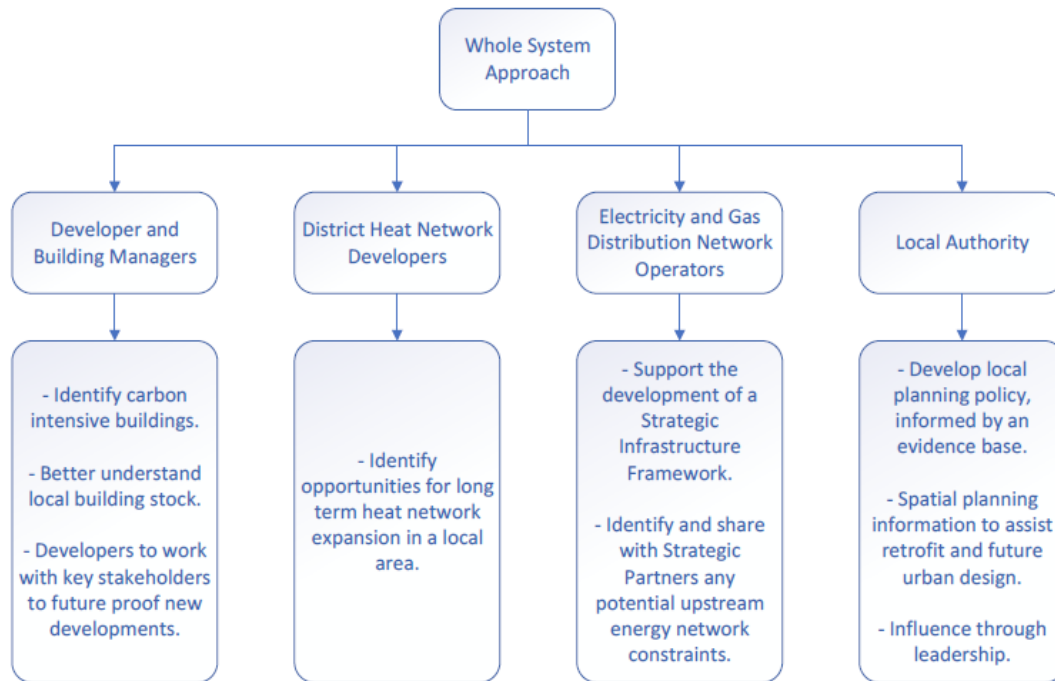 Whole System
Approach
Developer and
Building Managers
District Heat Network
Developers
Electricity and Gas
Distribution Network
Operators
Local Authority
- Identify carbon
intensive buildings.
- Better understand
local building stock.
- Developers to work
with key stakeholders
to future proof new
developments.
- Identify
opportunities for long
term heat network
expansion in a local
area.
- Support the
development of a
Strategic
Infrastructure
Framework.
- Identify and share
with Strategic
Partners any
potential upstream
energy network
constraints.
- Develop local
planning policy,
informed by an
evidence base.
- Spatial planning
information to assist
retrofit and future
urban design.
- Influence through
leadership.